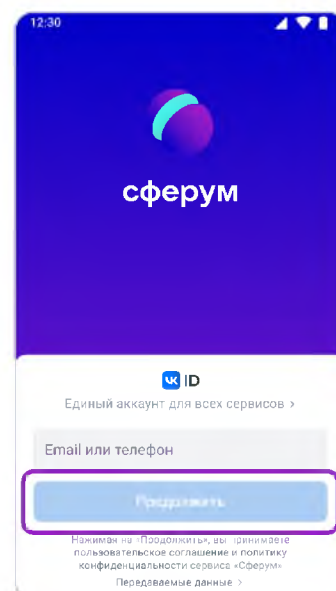 12:30
сферум
VK ID
Единый аккаунт для всех сервисов >
Email или телефон
Продолжить
Нажимая на «Продолжить», вы принимаете
пользовательское соглашение и политику
конфиденциальности сервиса «Сферум»
Передаваемые данные >